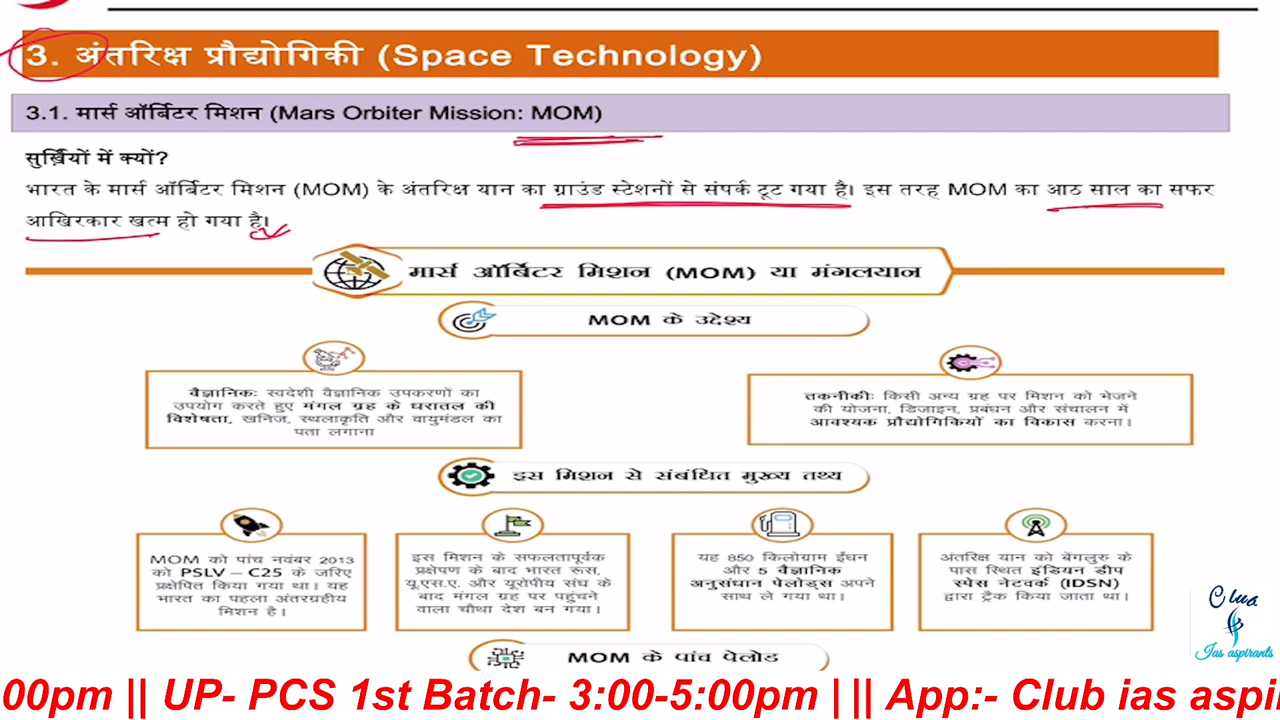 3. अंतरिक्ष प्रौद्योगिकी (Space Technology)
3.1. मार्स ऑर्बिटर मिशन (Mars Orbiter Mission: MOM)
सुर्ख़ियों में क्यों?
भारत के मार्स ऑर्बिटर मिशन (MOM) के अंतरिक्ष यान का ग्राउंड स्टेशनों से संपर्क टूट गया है। इस तरह MOM का आठ साल का सफर
आखिरकार खत्म हो गया है।
मार्स ऑर्बिटर मिशन (MOM) या मंगलयान
MOM के उद्देश्य
वैज्ञानिक: स्वदेशी वैज्ञानिक उपकरणों का
उपयोग करते हुए मंगल ग्रह के धरातल की
विशेषता, खनिज, स्थलाकृति और वायुमंडल का
पता लगाना
तकनीकी: किसी अन्य ग्रह पर मिशन को भेजने
की योजना, डिजाइन, प्रबंधन और संचालन में
आवश्यक प्रौद्योगिकियों का विकास करना।
इस मिशन से संबंधित मुख्य तथ्य
MOM को पांच नवंबर 2013
को PSLV – C25 के जरिए
प्रक्षेपित किया गया था। यह
भारत का पहला अंतरग्रहीय
मिशन है।
इस मिशन के सफलतापूर्वक
प्रक्षेपण के बाद भारत रूस,
यू.एस.ए. और यूरोपीय संघ के
बाद मंगल ग्रह पर पहुंचने
वाला चौथा देश बन गया।
यह 850 किलोग्राम ईंधन
और 5 वैज्ञानिक
अनुसंधान पेलोड्स अपने
साथ ले गया था।
अंतरिक्ष यान को बेंगलुरु के
पास स्थित इंडियन डीप
स्पेस नेटवर्क (IDSN)
द्वारा ट्रैक किया जाता था।
Club
Ias aspirants
MOM के पांच पेलोड
00pm || UP- PCS 1st Batch- 3:00-5:00pm | || App:- Club ias aspi